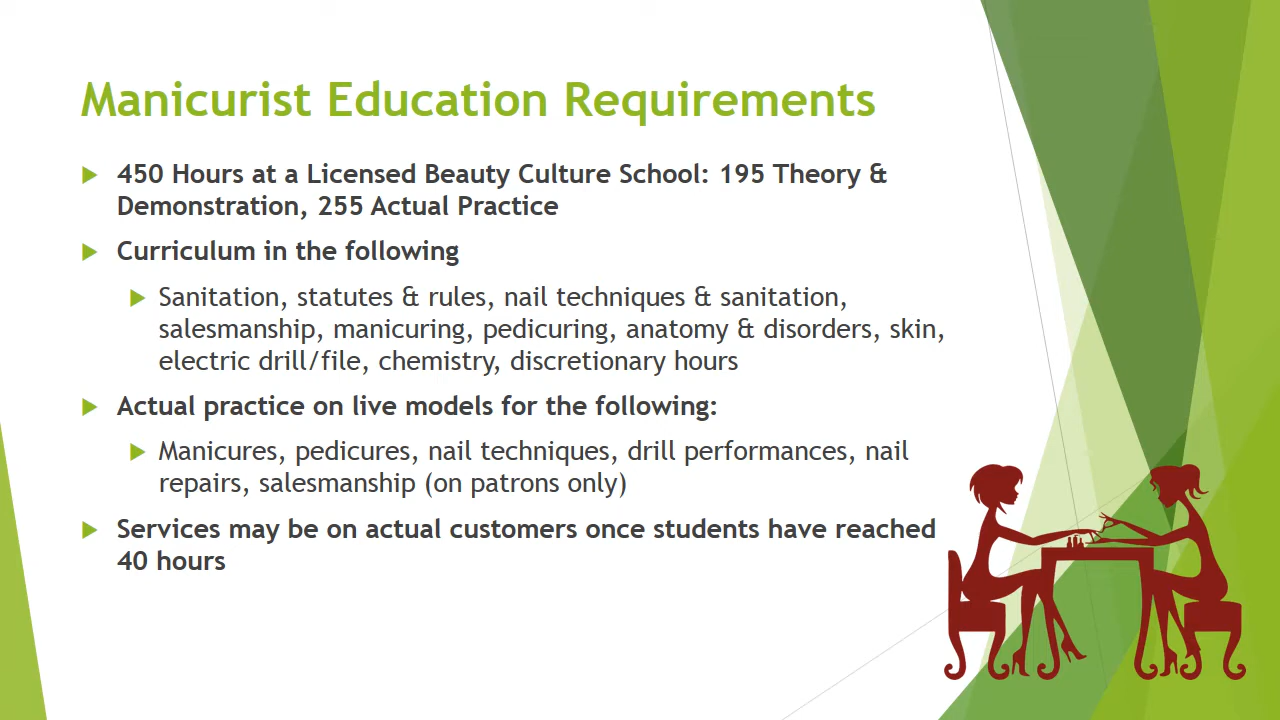 Manicurist Education Requirements
450 Hours at a Licensed Beauty Culture School: 195 Theory &
Demonstration, 255 Actual Practice
Curriculum in the following
Sanitation, statutes & rules, nail techniques & sanitation,
salesmanship, manicuring, pedicuring, anatomy & disorders, skin,
electric drill/file, chemistry, discretionary hours
Actual practice on live models for the following:
Manicures, pedicures, nail techniques, drill performances, nail
repairs, salesmanship (on patrons only)
Services may be on actual customers once students have reached
40 hours